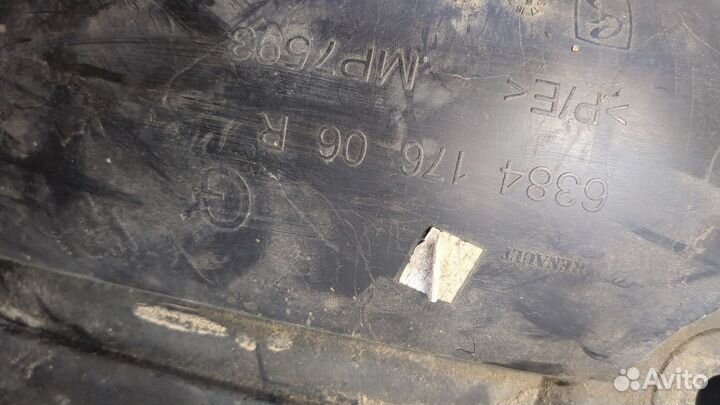 RENAULT
6384 176 06 R
>P/E<
MP7593
Avito